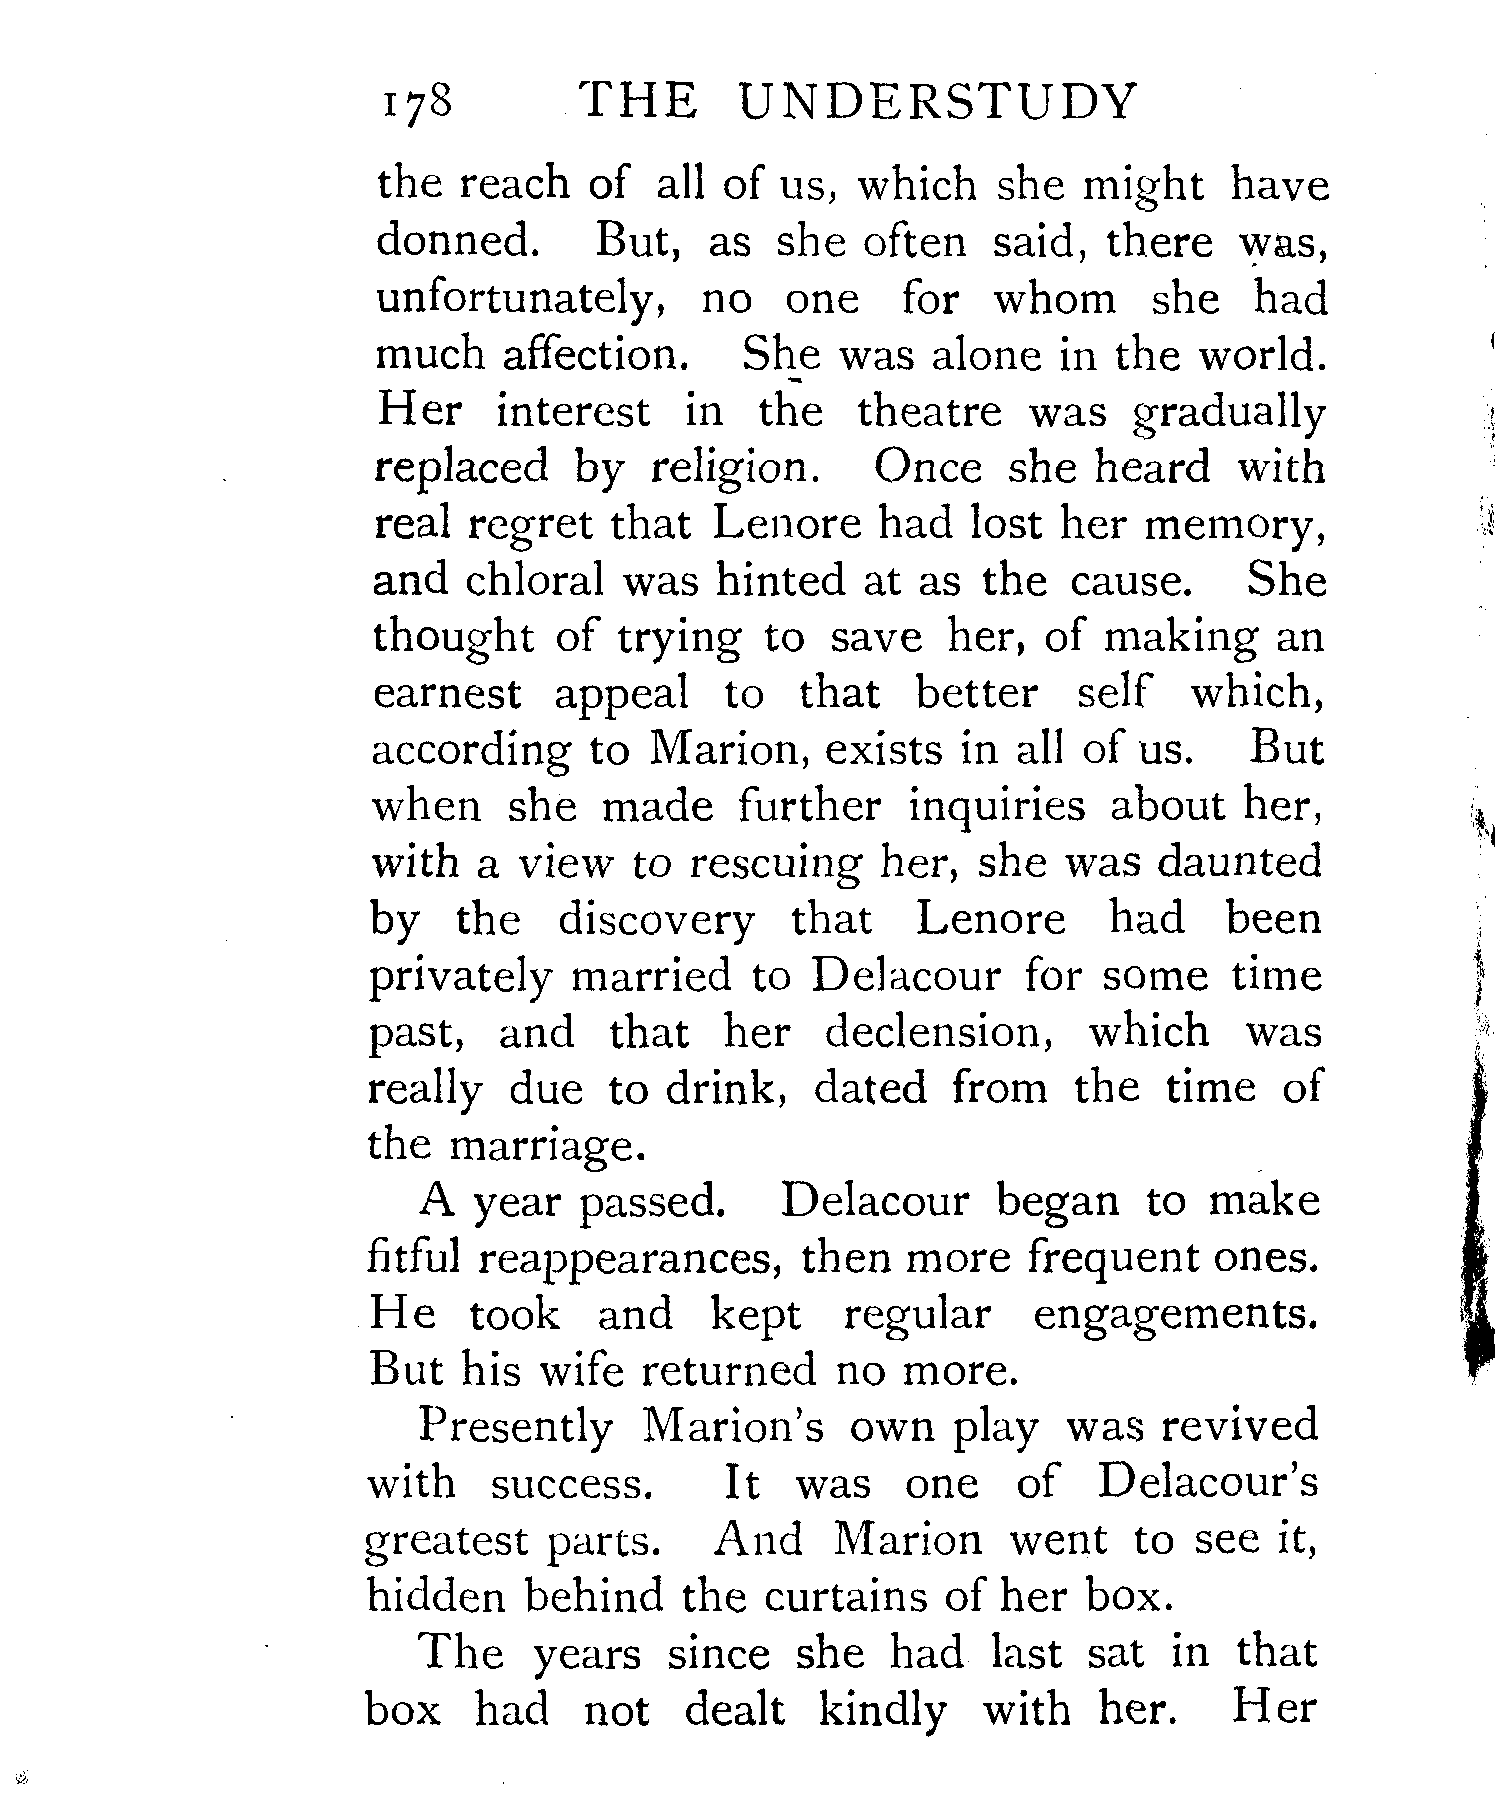 178 THE UNDERSTUDY
the reach of all of us, which she might have
donned. But, as she often said, there was,
unfortunately, no one for whom she had
much affection. She was alone in the world.
Her interest in the theatre was gradually
replaced by religion. Once she heard with
real regret that Lenore had lost her memory,
and chloral was hinted at as the cause. She
thought of trying to save her, of making an
earnest appeal to that better self which,
according to Marion, exists in all of us. But
when she made further inquiries about her,
with a view to rescuing her, she was daunted
by the discovery that Lenore had been
privately married to Delacour for some time
past, and that her declension, which was
really due to drink, dated from the time of
the marriage.
A year passed. Delacour began to make
fitful reappearances, then more frequent ones.
He took and kept regular engagements.
But his wife returned no more.
Presently Marion's own play was revived
with success. It was one of Delacour's
greatest parts. And Marion went to see it,
hidden behind the curtains of her box.
The years since she had last sat in that
box had not dealt kindly with her. Her